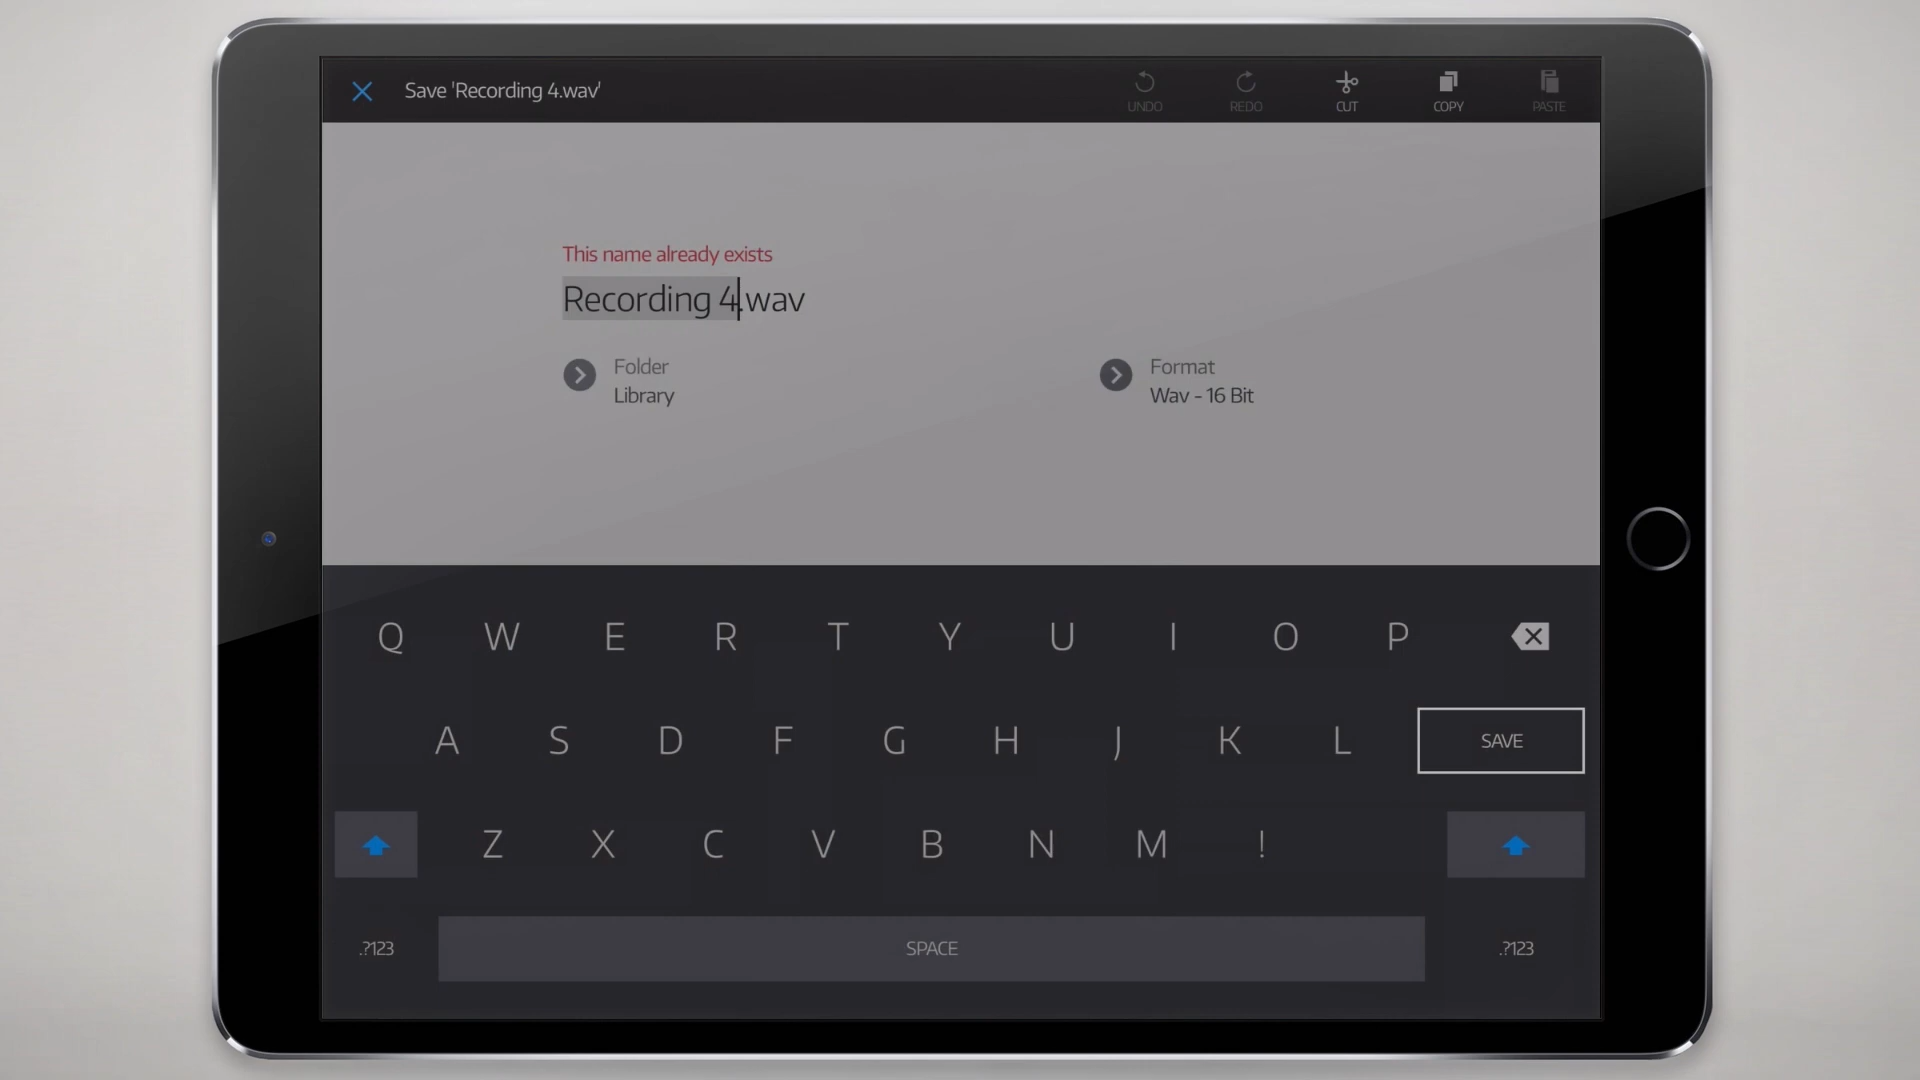 Save 'Recording 4.wav'
UNDO
REDO
CUT
COPY
PASTE
This name already exists
Recording 4.wav
Folder
Library
Format
Wav - 16 Bit
Q W E R T Y U I O P
A S D F G H J K L SAVE
Z X C V B N M !
.?123 SPACE .?123